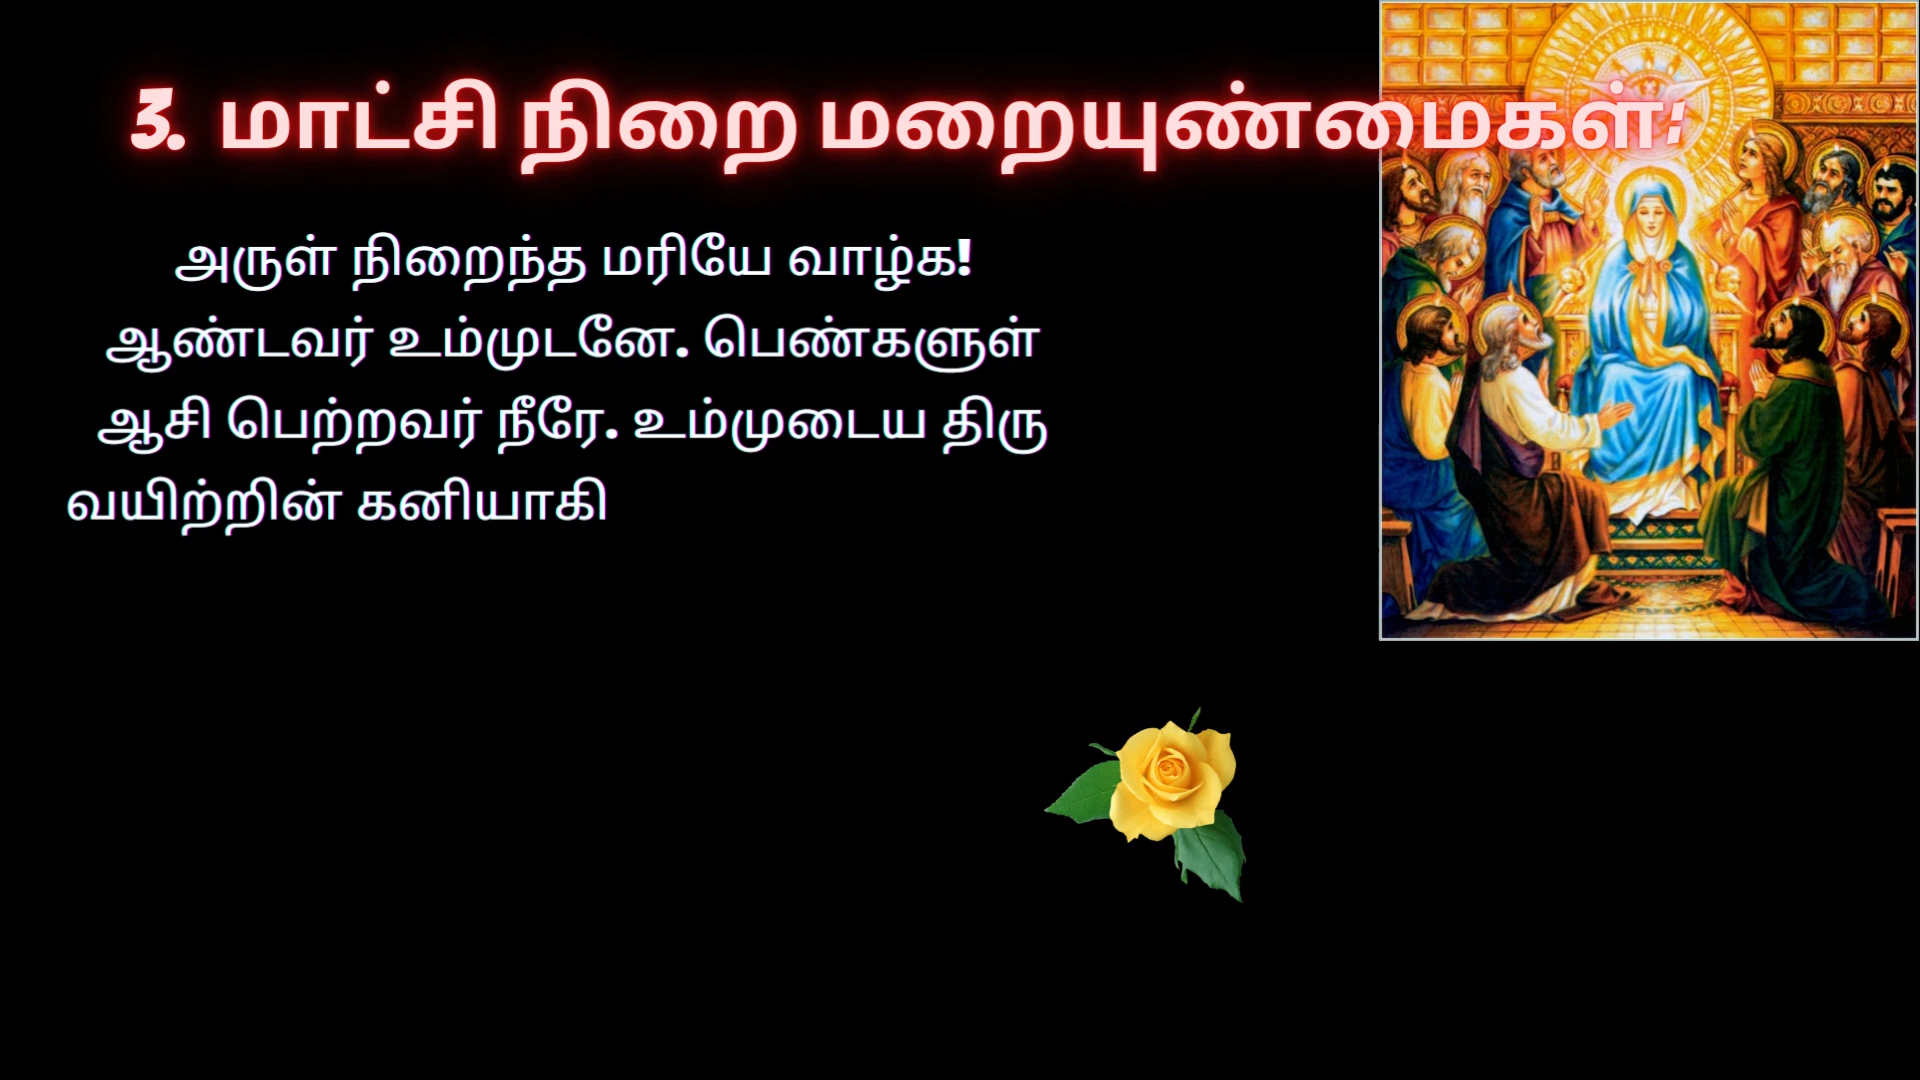 3. மாட்சி நிறை மறையுண்மைகள்:
அருள் நிறைந்த மரியே வாழ்க!
ஆண்டவர் உம்முடனே. பெண்களுள்
ஆசி பெற்றவர் நீரே. உம்முடைய திரு
வயிற்றின் கனியாகி